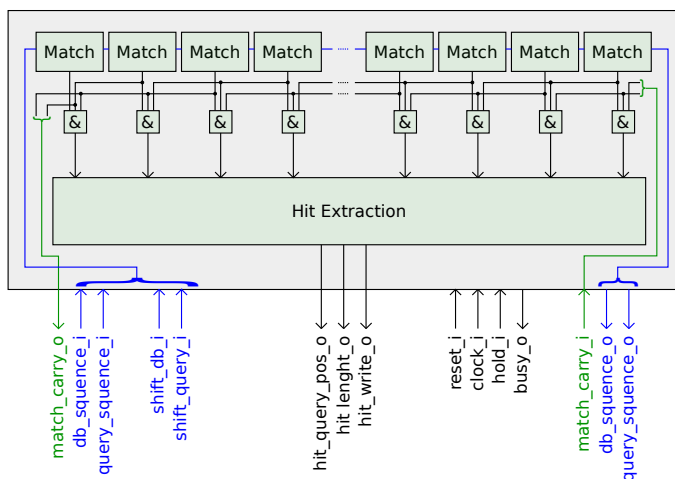 Match Match Match Match Match Match Match Match
& & & & & & & &
Hit Extraction
match_carry_o
db_squence_i
query_squence_i
shift_db_i
shift_query_i
hit_query_pos_o
hit lenght_o
hit_write_o
reset_i
clock_i
hold_i
busy_o
match_carry_i
db_squence_o
query_squence_o